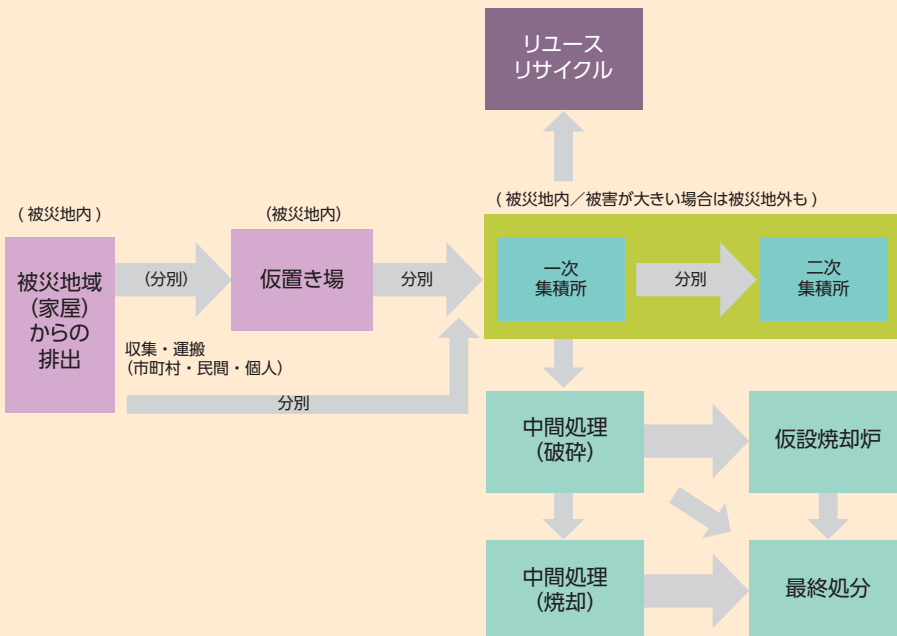 リユース
リサイクル
(被災地内)
(被災地内)
(被災地内／被害が大きい場合は被災地外も)
被災地域
(家屋)
からの
排出
(分別)
仮置き場
分別
一次
集積所
分別
二次
集積所
収集・運搬
(市町村・民間・個人)
分別
中間処理
(破砕)
仮設焼却炉
中間処理
(焼却)
最終処分